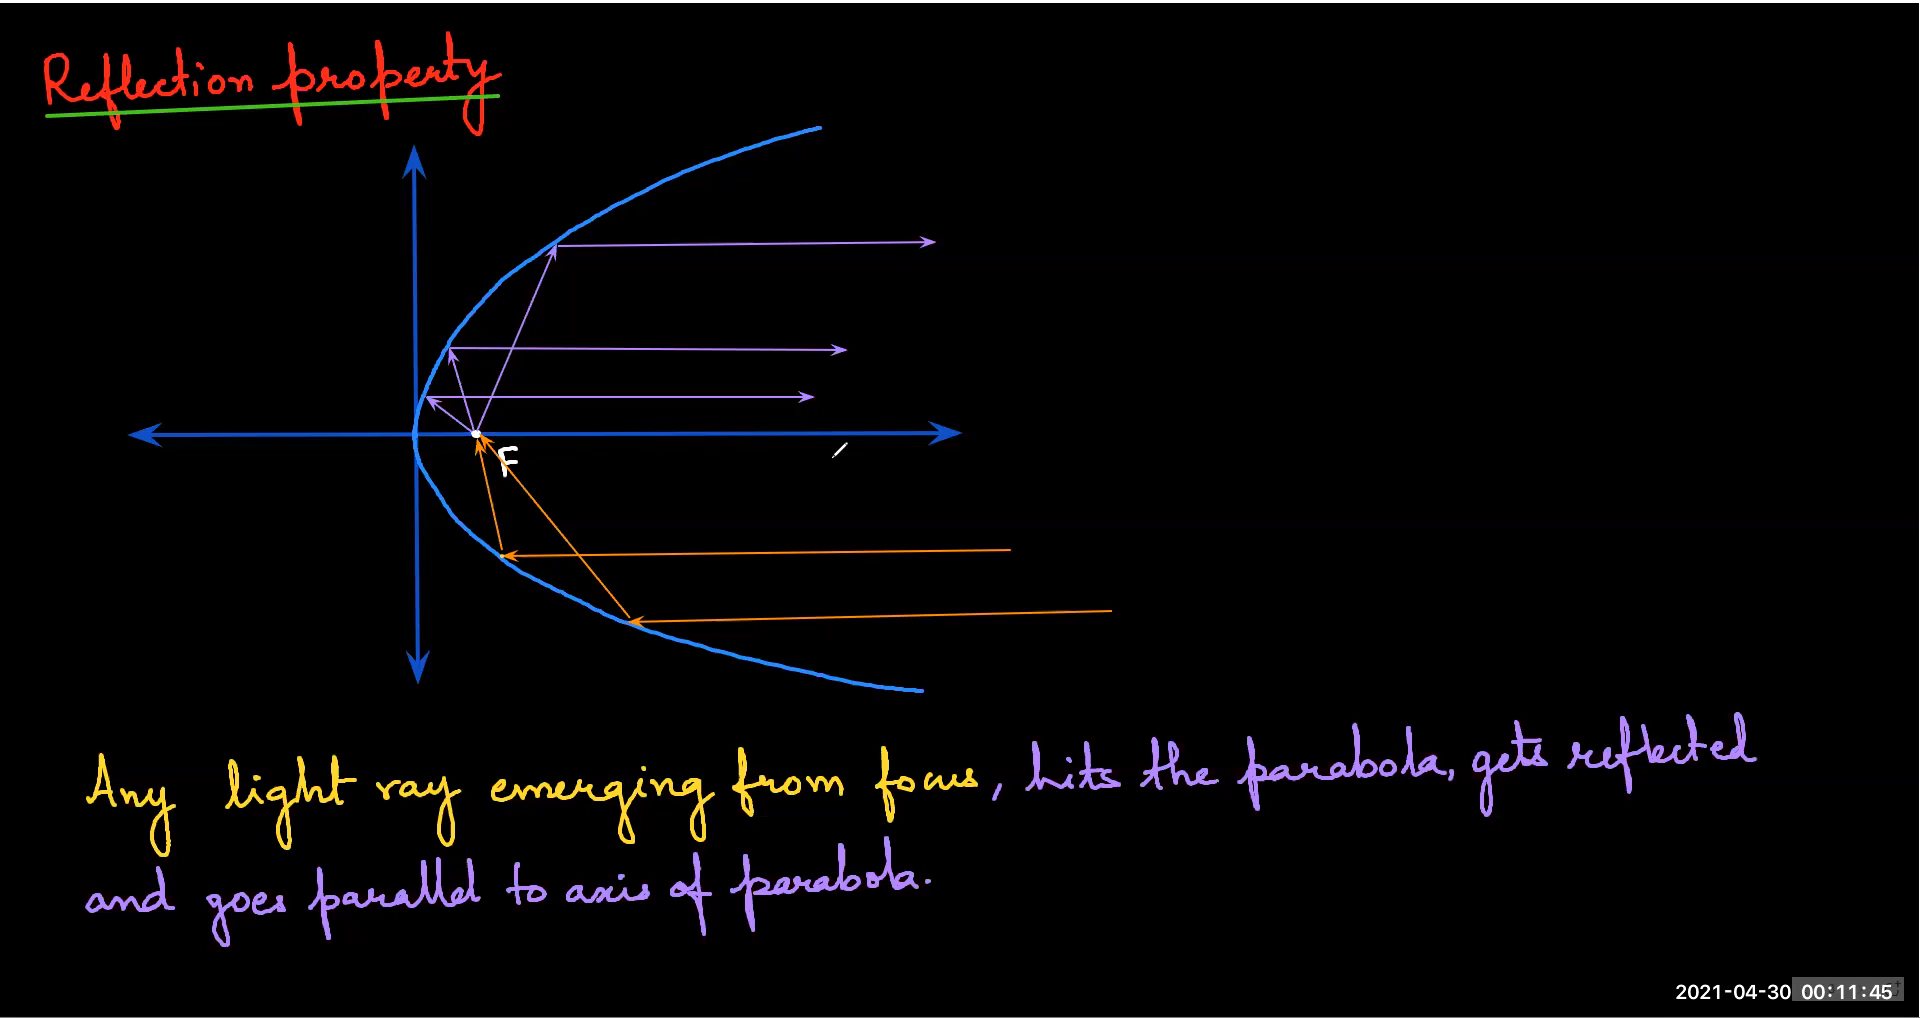 Reflection property
F
Any light ray emerging from focus, hits the parabola, gets reflected
and goes parallel to axis of parabola.
2021-04-30 00:11:45